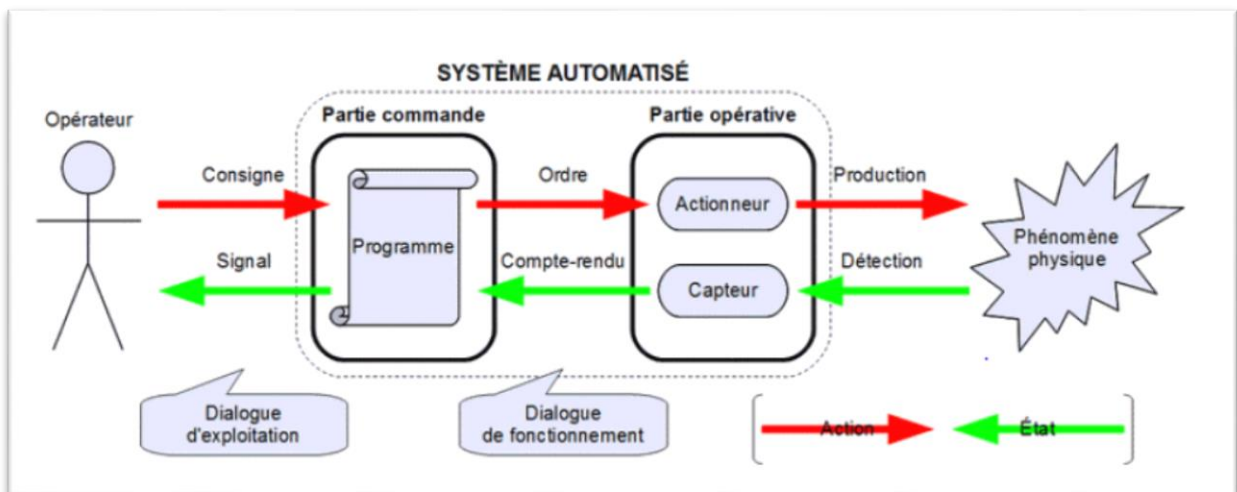 SYSTÈME AUTOMATISÉ
Opérateur
Partie commande
Partie opérative
Consigne
Ordre
Production
Programme
Actionneur
Phénomène
physique
Signal
Compte-rendu
Capteur
Détection
Dialogue
d'exploitation
Dialogue
de fonctionnement
Action
État